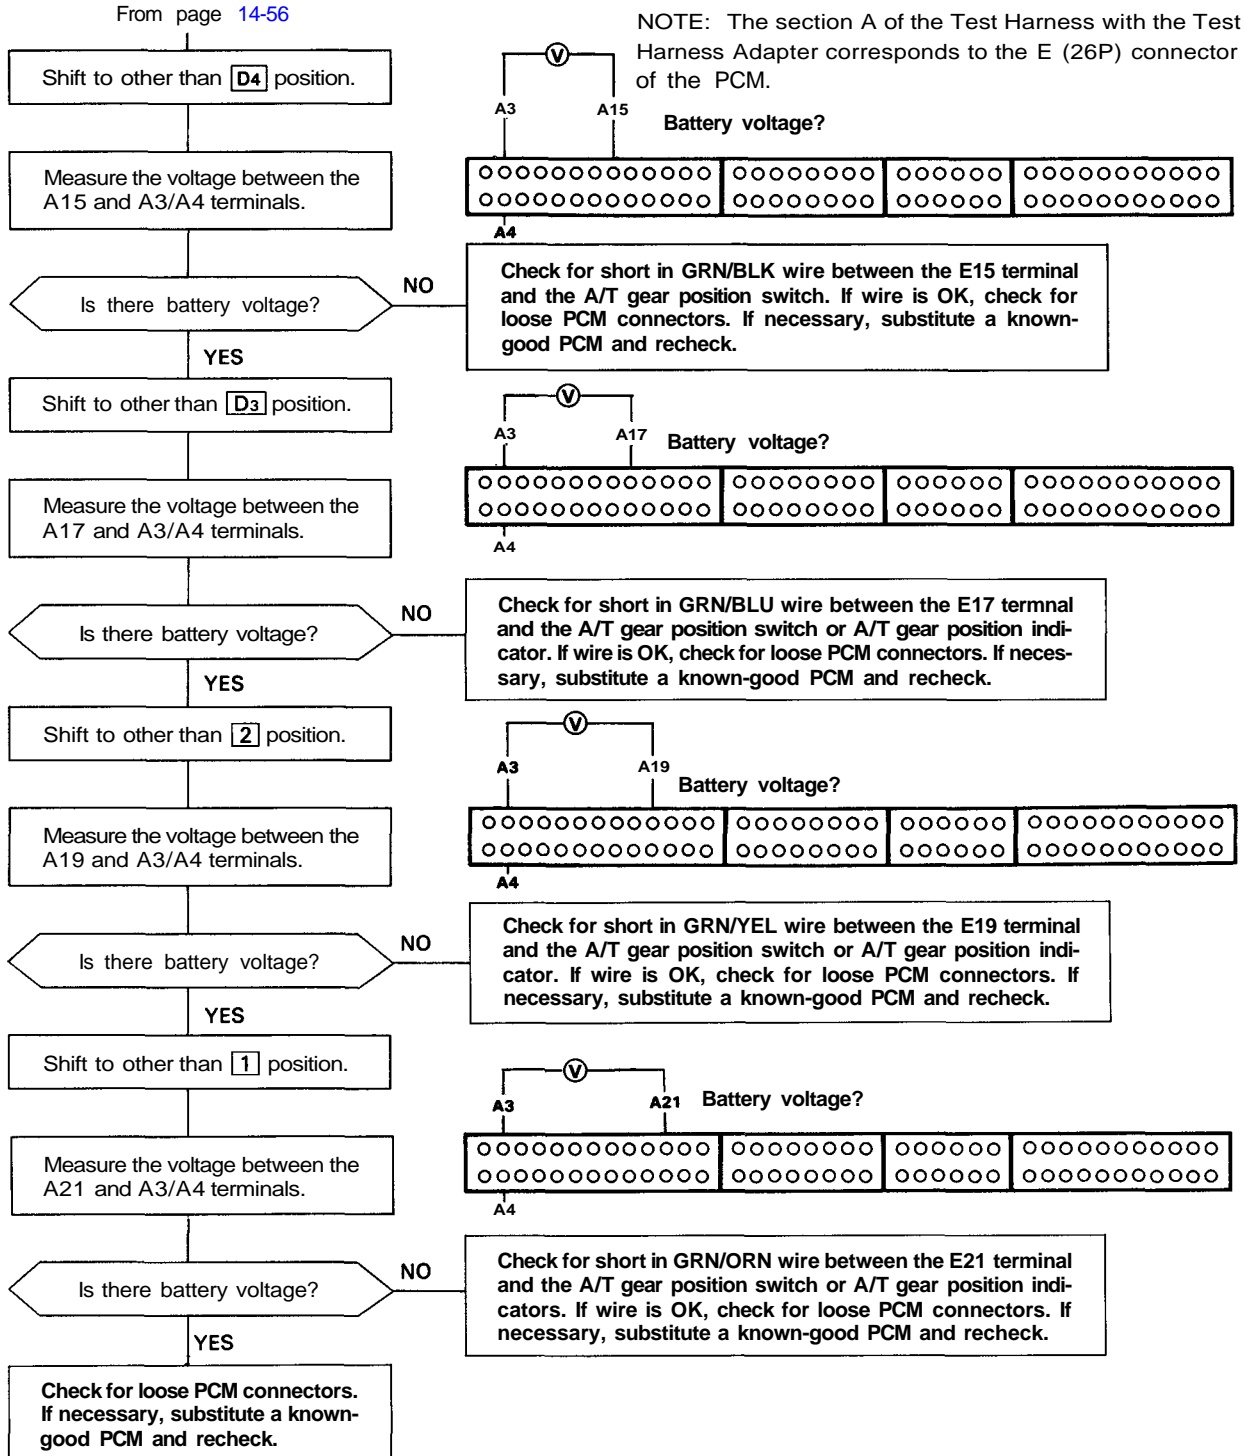 From page 14-56
NOTE: The section A of the Test Harness with the Test
Harness Adapter corresponds to the E (26P) connector
of the PCM.
Shift to other than D4 position.
V
A3
A15
Battery voltage?
Measure the voltage between the
A15 and A3/A4 terminals.
A4
Is there battery voltage?
NO
Check for short in GRN/BLK wire between the E15 terminal
and the A/T gear position switch. If wire is OK, check for
loose PCM connectors. If necessary, substitute a known-
good PCM and recheck.
YES
Shift to other than D3 position.
V
A3
A17
Battery voltage?
Measure the voltage between the
A17 and A3/A4 terminals.
A4
Is there battery voltage?
NO
Check for short in GRN/BLU wire between the E17 termnal
and the A/T gear position switch or A/T gear position indi-
cator. If wire is OK, check for loose PCM connectors. If neces-
sary, substitute a known-good PCM and recheck.
YES
Shift to other than 2 position.
V
A3
A19
Battery voltage?
Measure the voltage between the
A19 and A3/A4 terminals.
A4
Is there battery voltage?
NO
Check for short in GRN/YEL wire between the E19 terminal
and the A/T gear position switch or A/T gear position indi-
cator. If wire is OK, check for loose PCM connectors. If
necessary, substitute a known-good PCM and recheck.
YES
Shift to other than 1 position.
V
A3
A21
Battery voltage?
Measure the voltage between the
A21 and A3/A4 terminals.
A4
Is there battery voltage?
NO
Check for short in GRN/ORN wire between the E21 terminal
and the A/T gear position switch or A/T gear position indi-
cators. If wire is OK, check for loose PCM connectors. If
necessary, substitute a known-good PCM and recheck.
YES
Check for loose PCM connectors.
If necessary, substitute a known-
good PCM and recheck.